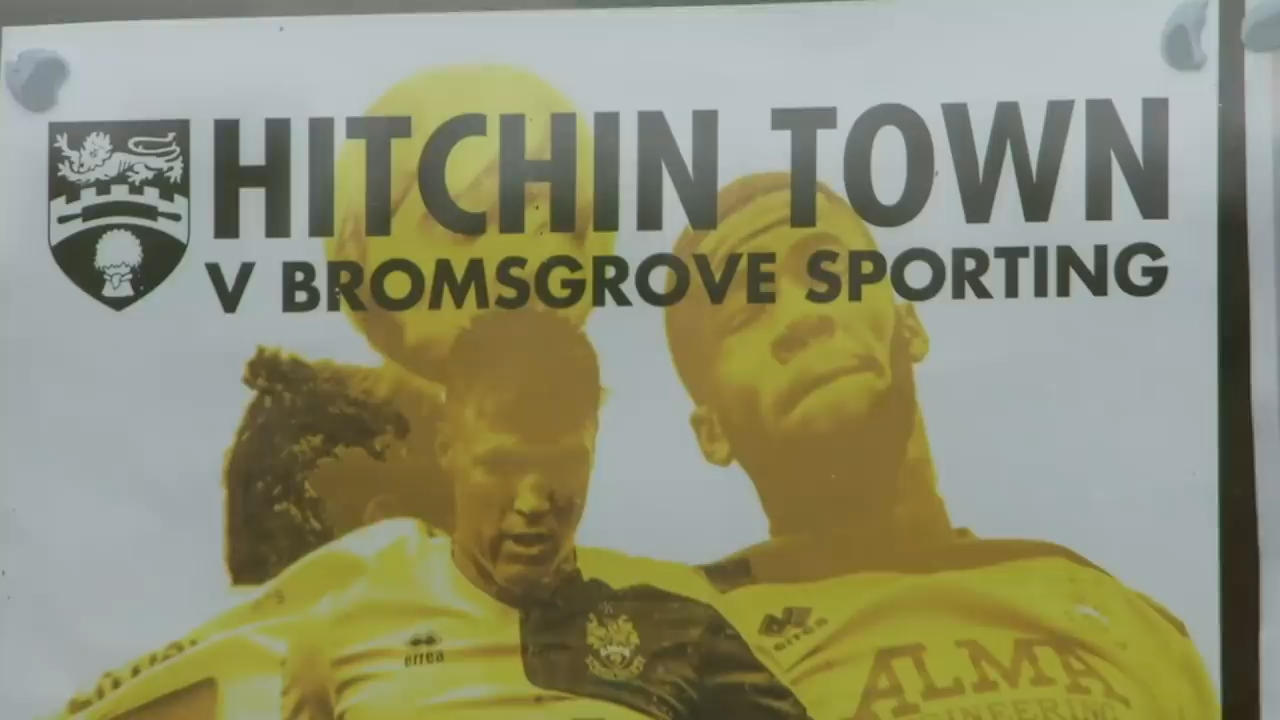 HITCHIN TOWN
V BROMSGROVE SPORTING
errea
errea
ALMA